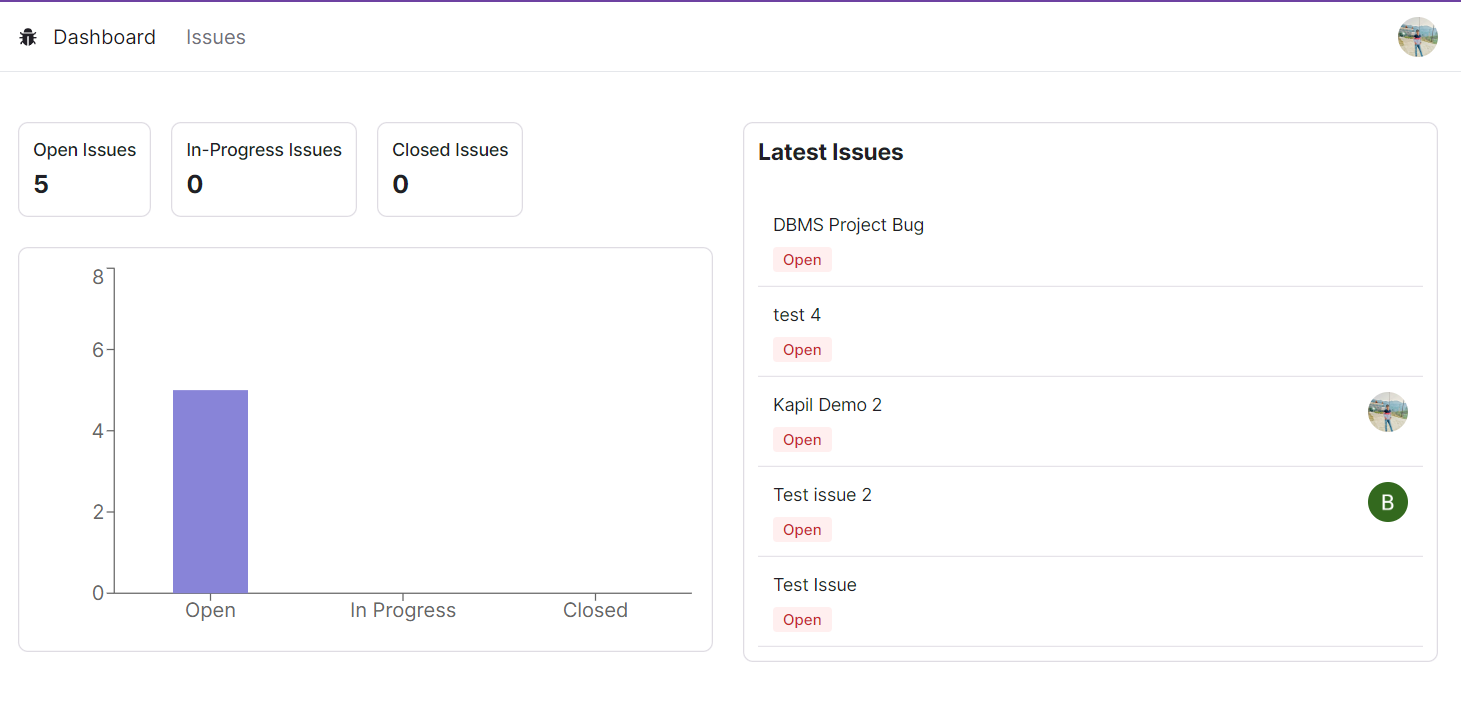 Dashboard Issues
Open Issues
5
In-Progress Issues
0
Closed Issues
0
8
6
4
2
0
Open In Progress Closed
Latest Issues
DBMS Project Bug
Open
test 4
Open
Kapil Demo 2
Open
Test issue 2
B
Open
Test Issue
Open